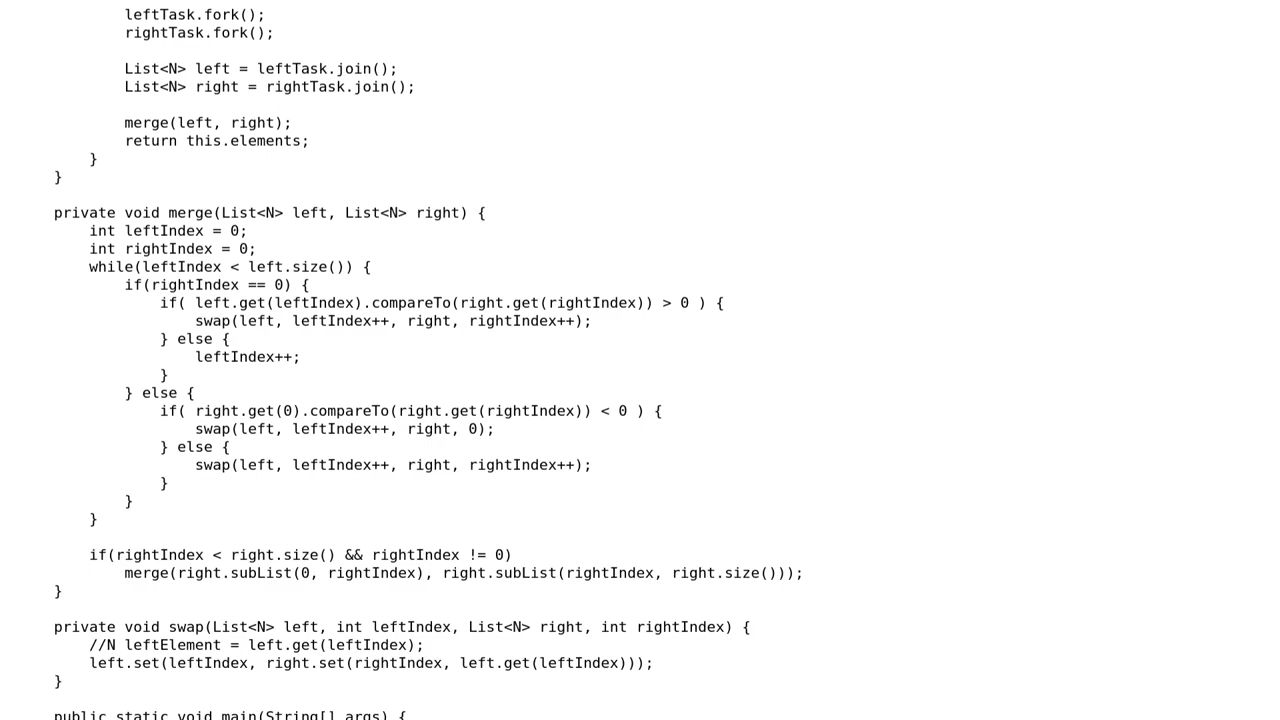 leftTask.fork();
rightTask.fork();
List<N> left = leftTask.join();
List<N> right = rightTask.join();
merge(left, right);
return this.elements;
}
}
private void merge(List<N> left, List<N> right) {
int leftIndex = 0;
int rightIndex = 0;
while(leftIndex < left.size()) {
if(rightIndex == 0) {
if( left.get(leftIndex).compareTo(right.get(rightIndex)) > 0 ) {
swap(left, leftIndex++, right, rightIndex++);
} else {
leftIndex++;
}
} else {
if( right.get(0).compareTo(right.get(rightIndex)) < 0 ) {
swap(left, leftIndex++, right, 0);
} else {
swap(left, leftIndex++, right, rightIndex++);
}
}
}
if(rightIndex < right.size() && rightIndex != 0)
merge(right.subList(0, rightIndex), right.subList(rightIndex, right.size()));
}
private void swap(List<N> left, int leftIndex, List<N> right, int rightIndex) {
//N leftElement = left.get(leftIndex);
left.set(leftIndex, right.set(rightIndex, left.get(leftIndex)));
}
public static void main(String[] args) {